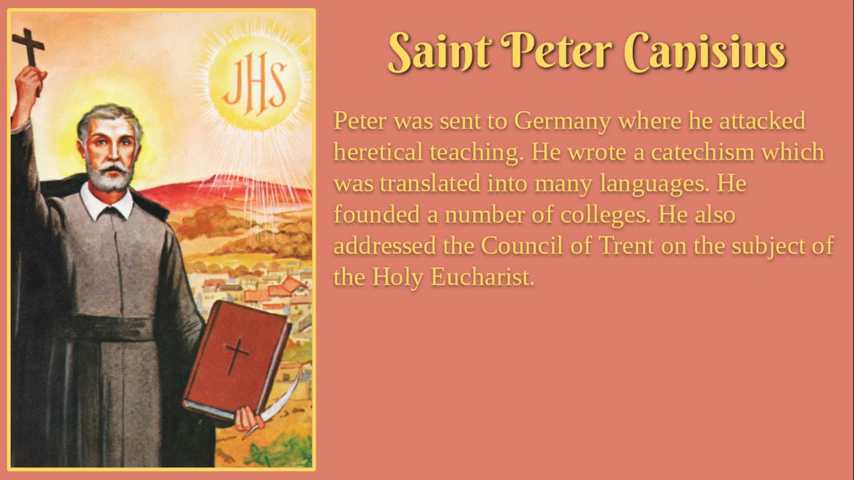 Saint Peter Canisius
JHS
Peter was sent to Germany where he attacked
heretical teaching. He wrote a catechism which
was translated into many languages. He
founded a number of colleges. He also
addressed the Council of Trent on the subject of
the Holy Eucharist.